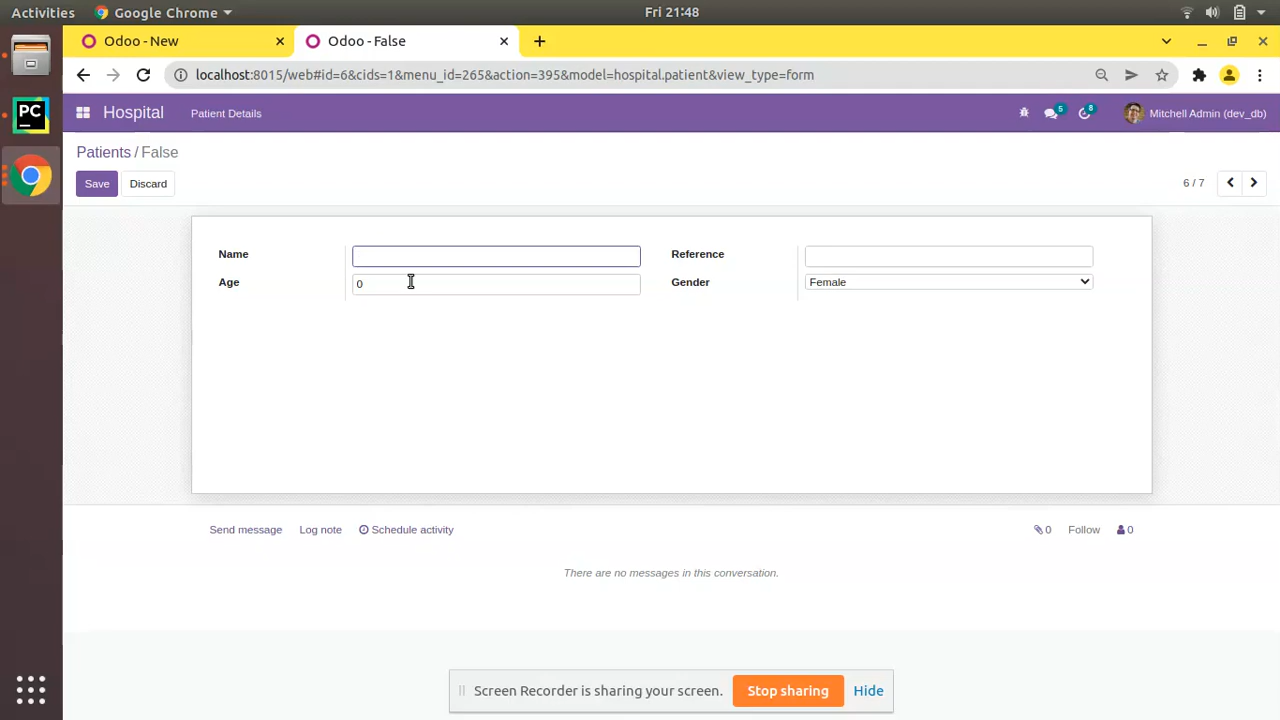 Activities Google Chrome Fri 21:48
Odoo - New Odoo - False
localhost:8015/web#id=6&cids=1&menu_id=265&action=395&model=hospital.patient&view_type=form
PC
Hospital Patient Details 5 8 Mitchell Admin (dev_db)
Patients / False
Save Discard 6 / 7
Name Reference
Age 0 Gender Female
Send message Log note Schedule activity 0 Follow 0
There are no messages in this conversation.
Screen Recorder is sharing your screen. Stop sharing Hide